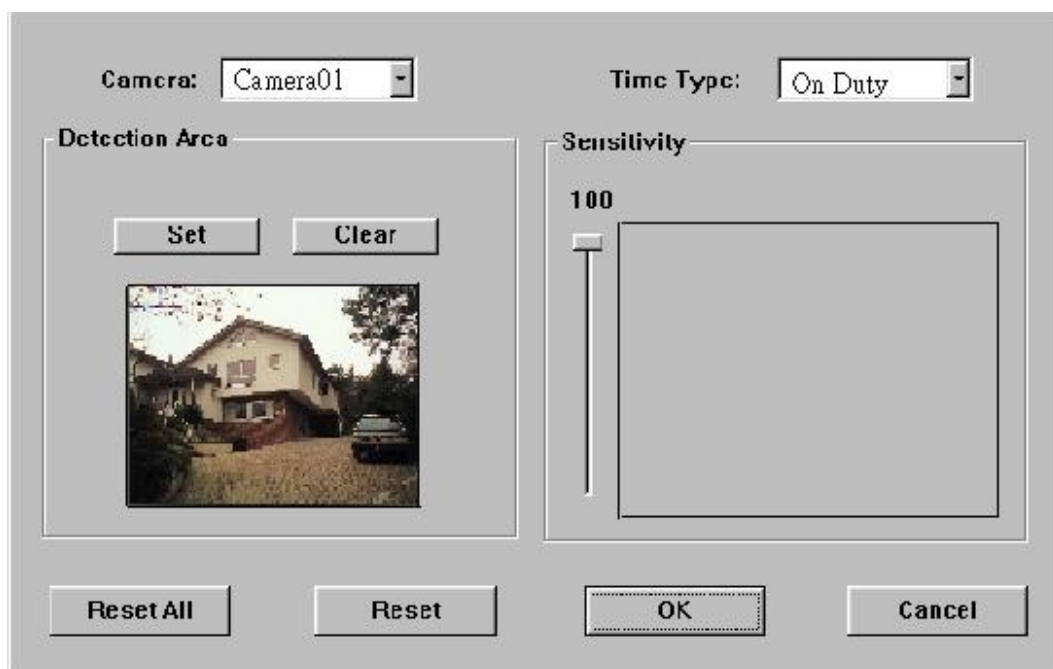 Camera: Camera01
Time Type: On Duty
Detection Area
Sensitivity
100
Set
Clear
Reset All
Reset
OK
Cancel